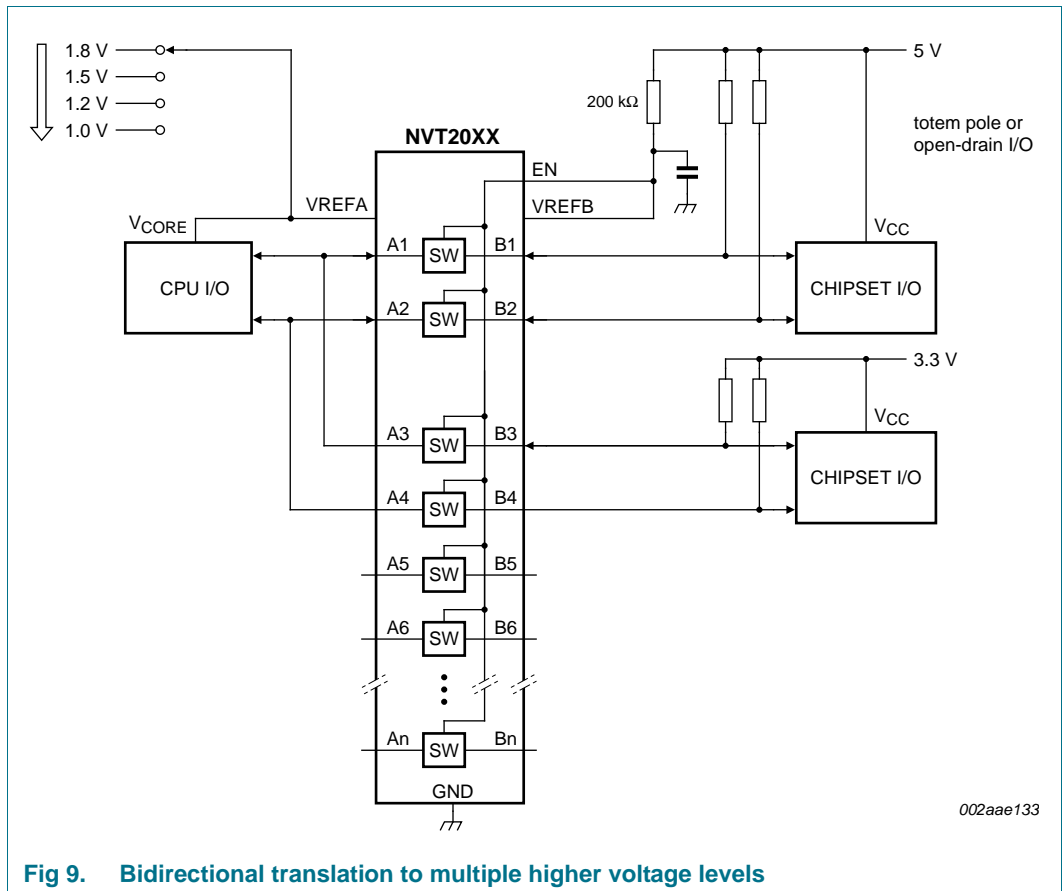 1.8 V
1.5 V
1.2 V
1.0 V
5 V
200 kΩ
totem pole or
open-drain I/O
NVT20XX
EN
VREFA
VREFB
VCORE
VCC
A1
SW
B1
CPU I/O
CHIPSET I/O
A2
SW
B2
3.3 V
VCC
A3
SW
B3
CHIPSET I/O
A4
SW
B4
A5
SW
B5
A6
SW
B6
An
SW
Bn
GND
002aae133
Fig 9. Bidirectional translation to multiple higher voltage levels